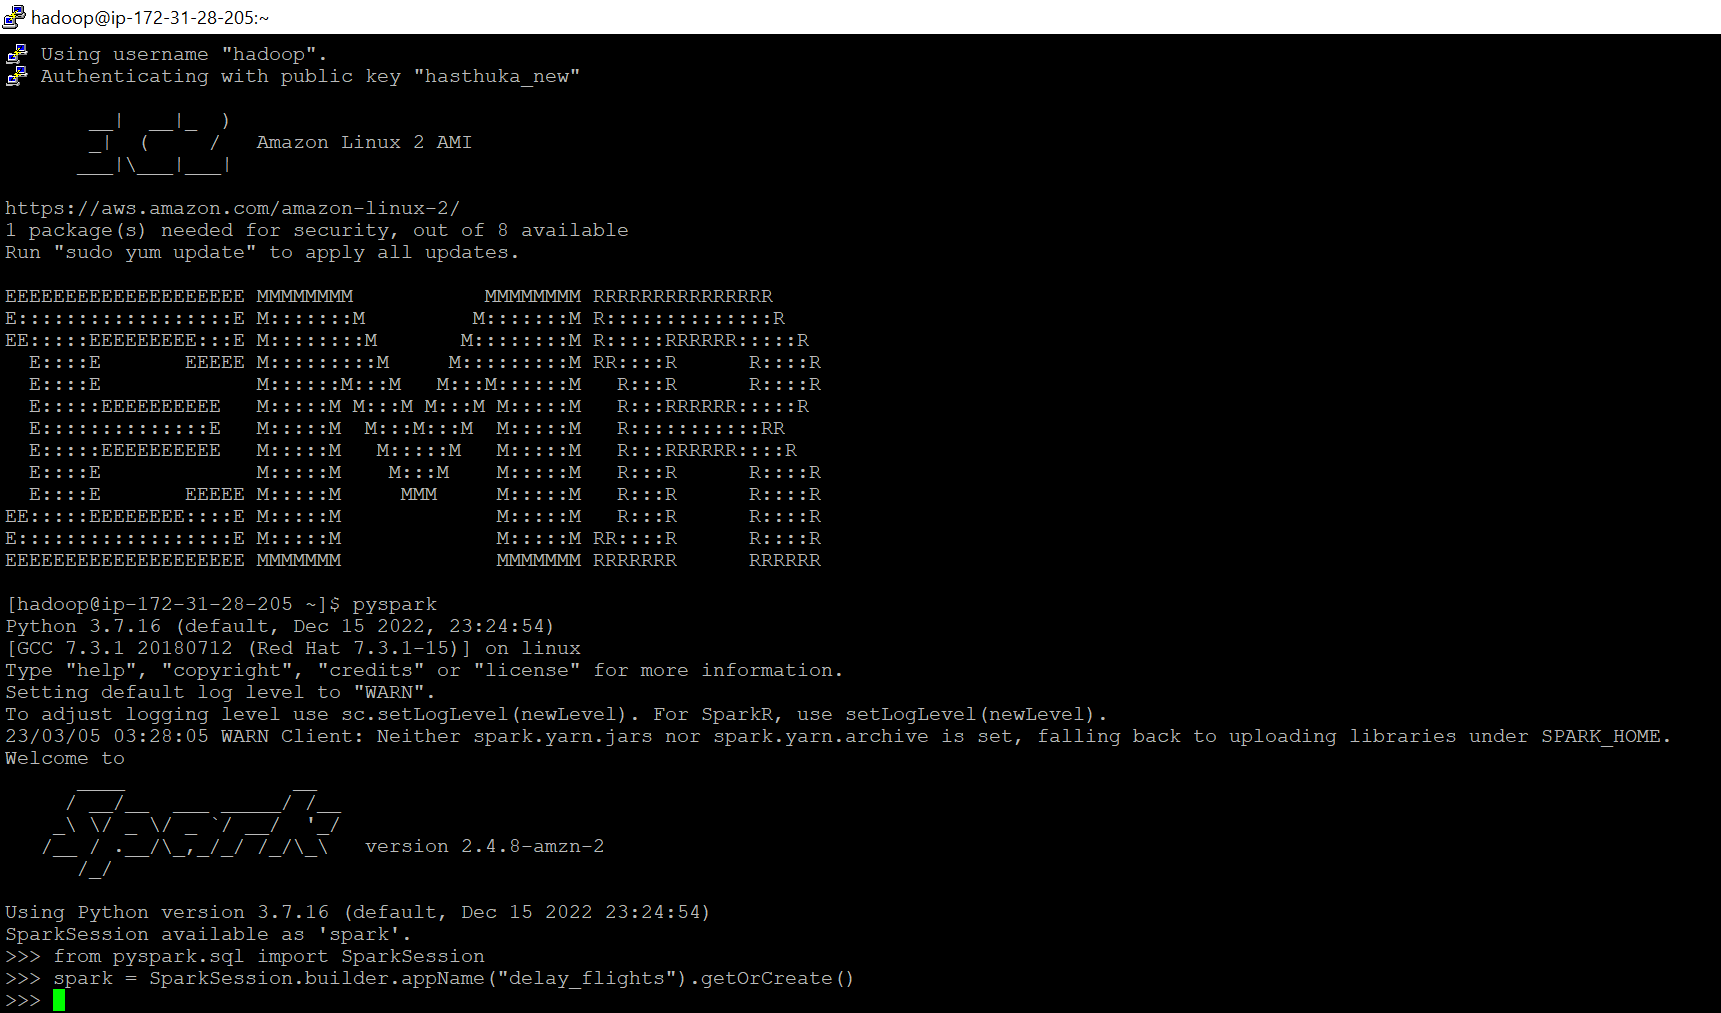 hadoop@ip-172-31-28-205:~
Using username "hadoop".
Authenticating with public key "hasthuka_new"
       __|  __|_  )
       _|  (     /   Amazon Linux 2 AMI
      ___|\___|___|
https://aws.amazon.com/amazon-linux-2/
1 package(s) needed for security, out of 8 available
Run "sudo yum update" to apply all updates.
EEEEEEEEEEEEEEEEEEEE MMMMMMMM           MMMMMMMM RRRRRRRRRRRRRRR
E::::::::::::::::::E M:::::::M         M:::::::M R::::::::::::::R
EE:::::EEEEEEEEE:::E M::::::::M       M::::::::M R:::::RRRRRR:::::R
  E::::E       EEEEE M:::::::::M     M:::::::::M RR::::R      R::::R
  E::::E             M::::::M:::M   M:::M::::::M   R:::R      R::::R
  E:::::EEEEEEEEEE   M:::::M M:::M M:::M M:::::M   R:::RRRRRR:::::R
  E::::::::::::::E   M:::::M  M:::M:::M  M:::::M   R:::::::::::RR
  E:::::EEEEEEEEEE   M:::::M   M:::::M   M:::::M   R:::RRRRRR::::R
  E::::E             M:::::M    M:::M    M:::::M   R:::R      R::::R
  E::::E       EEEEE M:::::M     MMM     M:::::M   R:::R      R::::R
EE:::::EEEEEEEE::::E M:::::M             M:::::M   R:::R      R::::R
E::::::::::::::::::E M:::::M             M:::::M RR::::R      R::::R
EEEEEEEEEEEEEEEEEEEE MMMMMMM             MMMMMMM RRRRRRR      RRRRRR
[hadoop@ip-172-31-28-205 ~]$ pyspark
Python 3.7.16 (default, Dec 15 2022, 23:24:54)
[GCC 7.3.1 20180712 (Red Hat 7.3.1-15)] on linux
Type "help", "copyright", "credits" or "license" for more information.
Setting default log level to "WARN".
To adjust logging level use sc.setLogLevel(newLevel). For SparkR, use setLogLevel(newLevel).
23/03/05 03:28:05 WARN Client: Neither spark.yarn.jars nor spark.yarn.archive is set, falling back to uploading libraries under SPARK_HOME.
Welcome to
      ____              __
     / __/__  ___ _____/ /__
    _\ \/ _ \/ _ `/ __/  '_/
   /__ / .__/\_,_/_/ /_/\_\   version 2.4.8-amzn-2
      /_/
Using Python version 3.7.16 (default, Dec 15 2022 23:24:54)
SparkSession available as 'spark'.
>>> from pyspark.sql import SparkSession
>>> spark = SparkSession.builder.appName("delay_flights").getOrCreate()
>>>